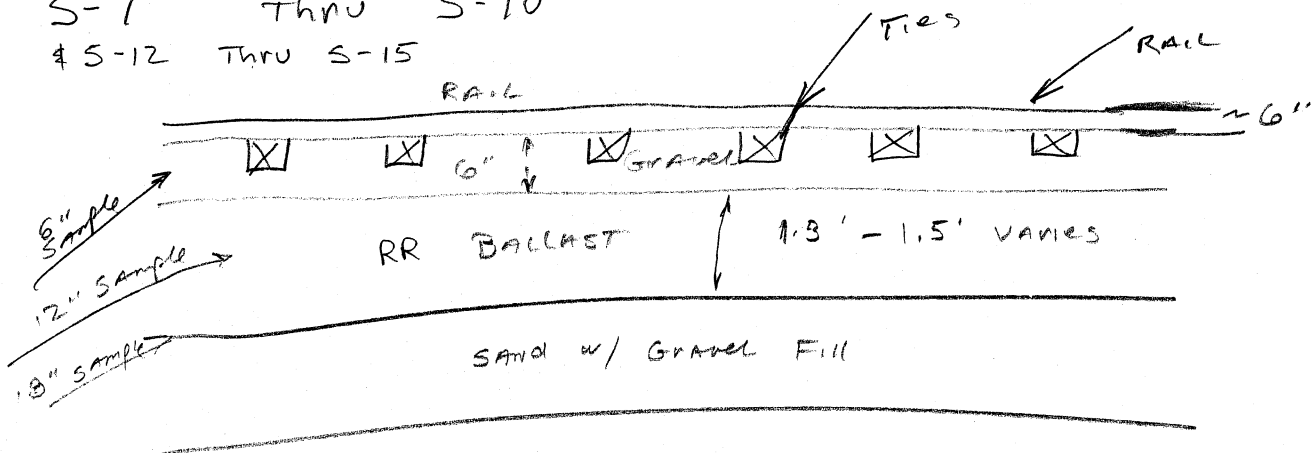 S-7 Thru S-10
& S-12 Thru S-15
Ties
RAIL
RAIL
~ 6"
6" GRAVEL
6" SAMPLE
RR BALLAST 1.3' - 1.5' VARIES
12" SAMPLE
18" SAMPLE
SAND w/ GRAVEL Fill